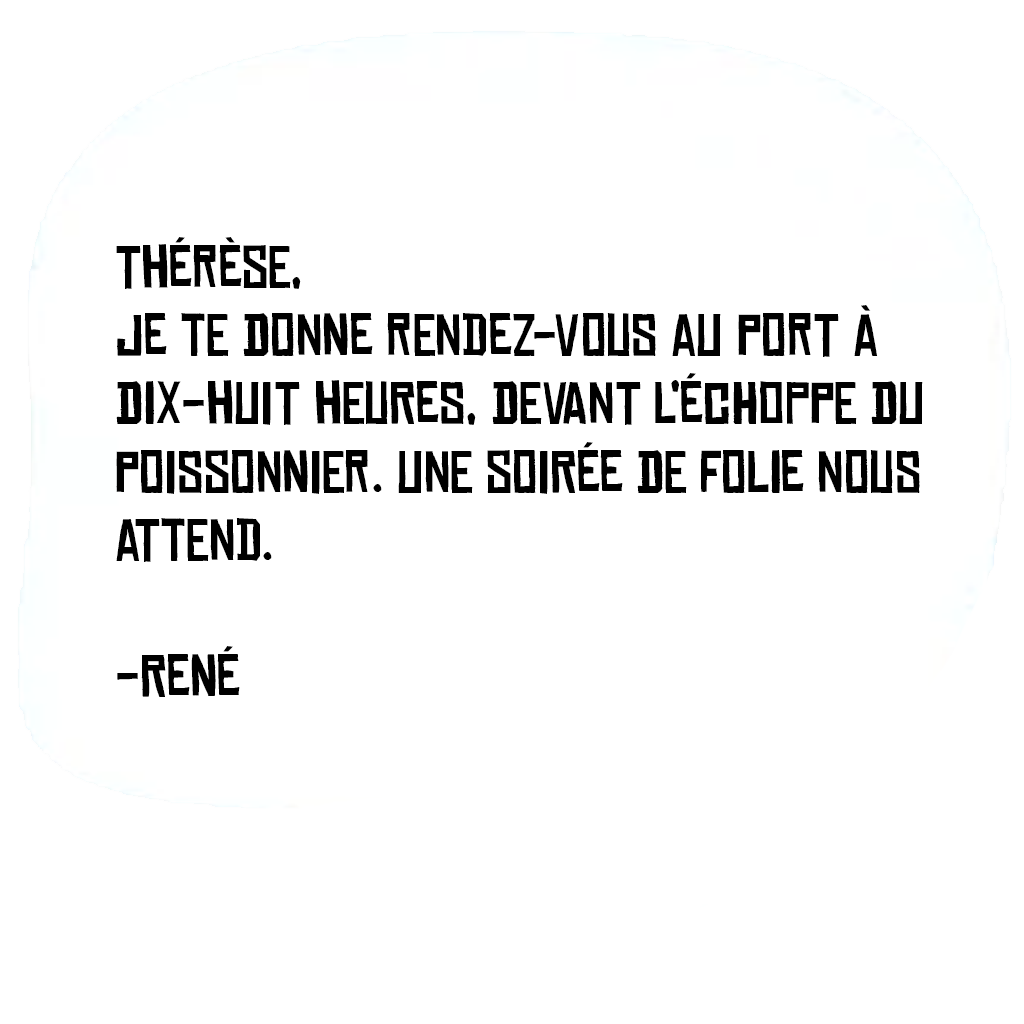 THÉRÈSE,
JE TE DONNE RENDEZ-VOUS AU PORT À
DIX-HUIT HEURES, DEVANT L'ÉCHOPPE DU
POISSONNIER. UNE SOIRÉE DE FOLIE NOUS
ATTEND.
-RENÉ